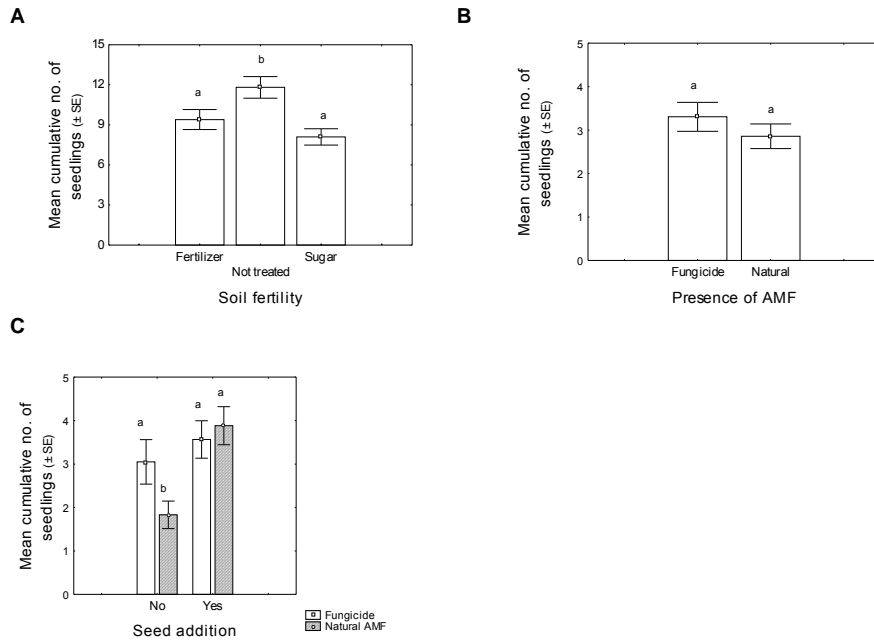 A
Mean cumulative no. of
seedlings (± SE)
15
12
9
6
3
0
a
b
a
Fertilizer
Not treated
Sugar
Soil fertility
B
Mean cumulative no. of
seedlings (± SE)
5
4
3
2
1
0
a
a
Fungicide
Natural
Presence of AMF
C
Mean cumulative no. of
seedlings (± SE)
5
4
3
2
1
0
a
b
a
a
No
Yes
Seed addition
Fungicide
Natural AMF